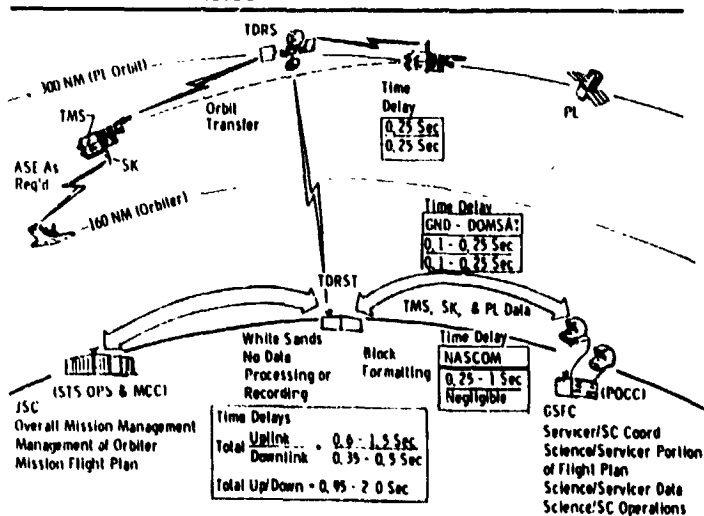 TDRS
300 NM (PL Orbit)
TMS
Orbit
Transfer
Time
Delay
0.25 Sec
0.25 Sec
PL
SK
ASE As
Req'd
160 NM (Orbiter)
Time Delay
GND - DOMSAT
0.1 - 0.25 Sec
0.1 - 0.25 Sec
TDRST
TMS, SK, & PL Data
White Sands
No Data
Processing or
Recording
Block
Formatting
Time Delay
NASCOM
0.25 - 1 Sec
Negligible
(STS OPS & MCC)
JSC
Overall Mission Management
Management of Orbiter
Mission Flight Plan
Time Delays
Total Uplink = 0.6 - 1.5 Sec
Downlink 0.35 - 0.5 Sec
Total Up/Down = 0.95 - 2.0 Sec
(POCC)
GSFC
Servicer/SC Coord
Science/Servicer Portion
of Flight Plan
Science/Servicer Data
Science/SC Operations